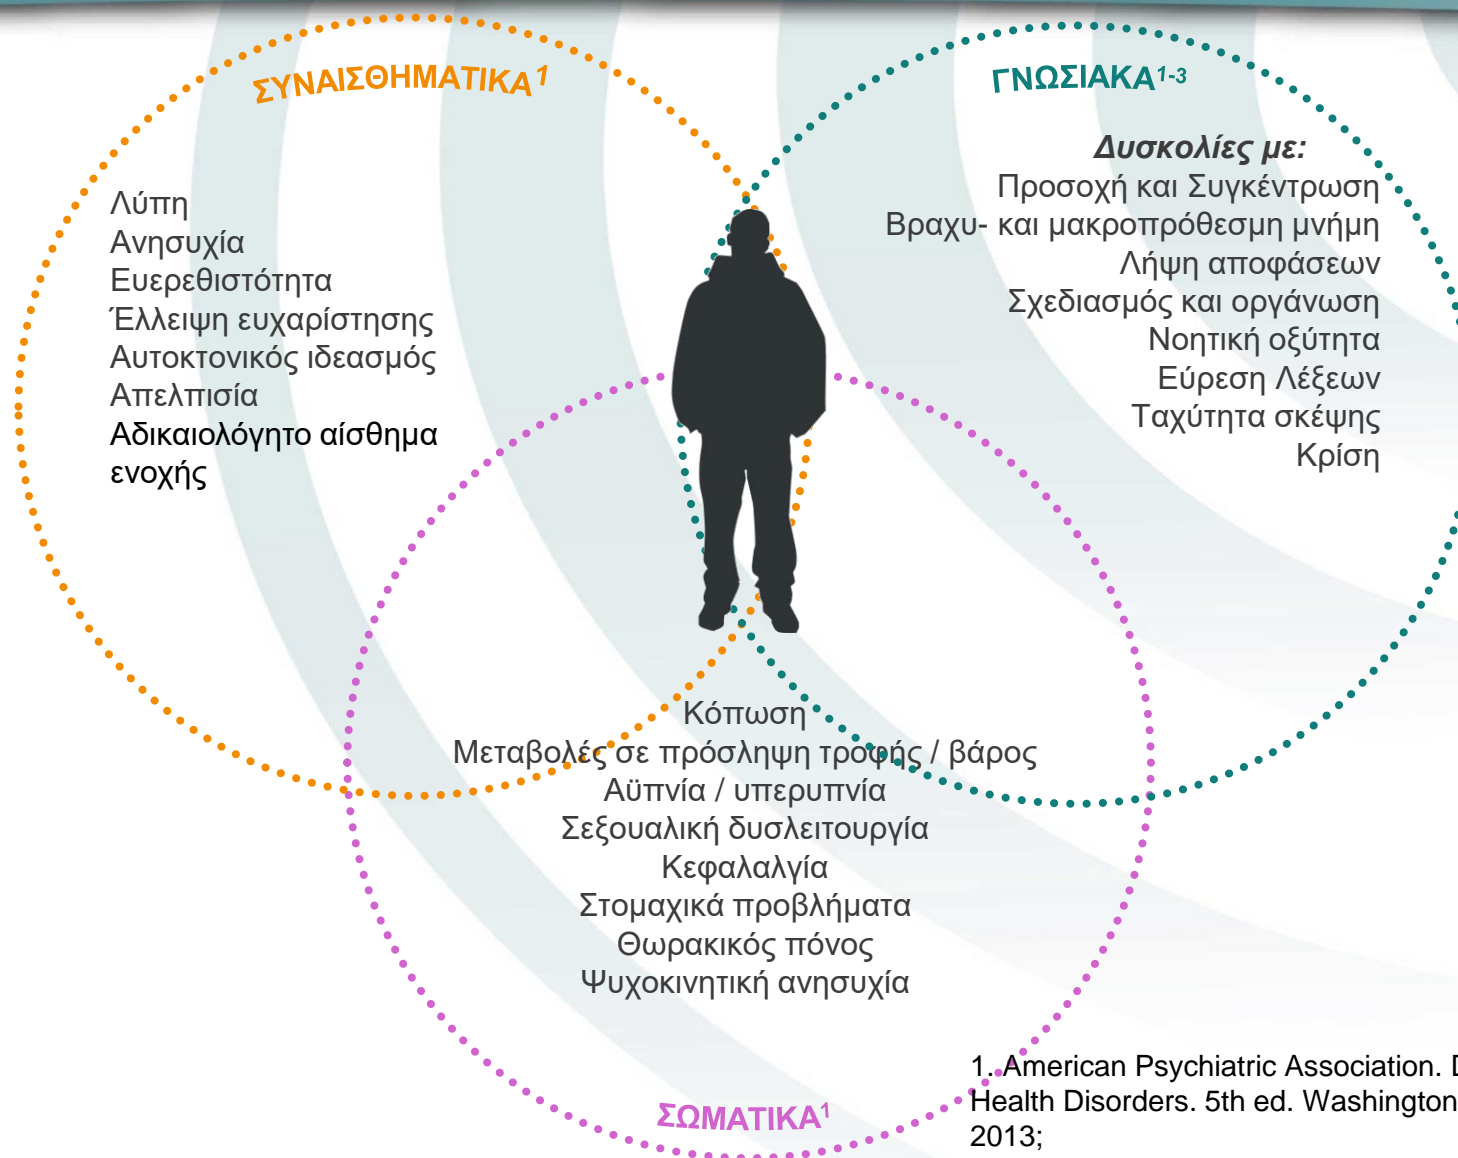 ΣΥΝΑΙΣΘΗΜΑΤΙΚΑ¹
Λύπη
Ανησυχία
Ευερεθιστότητα
Έλλειψη ευχαρίστησης
Αυτοκτονικός ιδεασμός
Απελπισία
Αδικαιολόγητο αίσθημα
ενοχής
ΓΝΩΣΙΑΚΑ¹⁻³
Δυσκολίες με:
Προσοχή και Συγκέντρωση
Βραχυ- και μακροπρόθεσμη μνήμη
Λήψη αποφάσεων
Σχεδιασμός και οργάνωση
Νοητική οξύτητα
Εύρεση Λέξεων
Ταχύτητα σκέψης
Κρίση
Κόπωση
Μεταβολές σε πρόσληψη τροφής / βάρος
Αϋπνία / υπερυπνία
Σεξουαλική δυσλειτουργία
Κεφαλαλγία
Στομαχικά προβλήματα
Θωρακικός πόνος
Ψυχοκινητική ανησυχία
ΣΩΜΑΤΙΚΑ¹
1. American Psychiatric Association.
Health Disorders. 5th ed. Washington
2013;